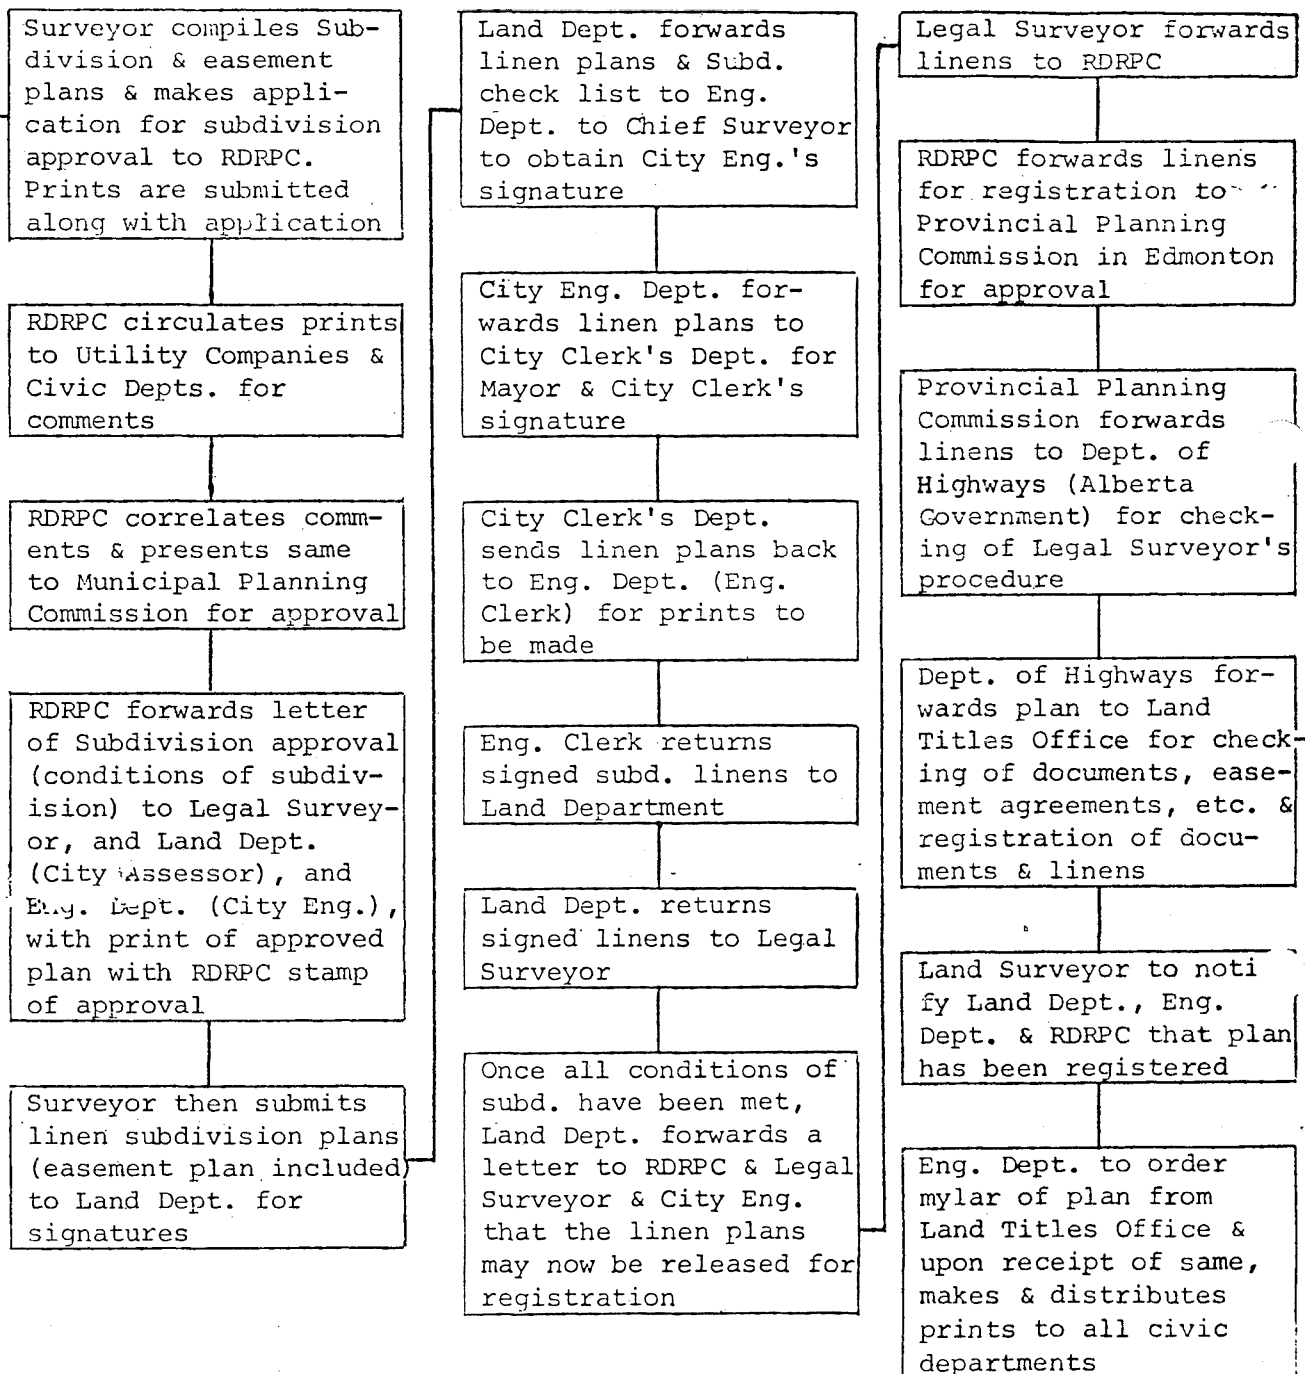 Surveyor compiles Sub-
division & easement
plans & makes appli-
cation for subdivision
approval to RDRPC.
Prints are submitted
along with application
RDRPC circulates prints
to Utility Companies &
Civic Depts. for
comments
RDRPC correlates comm-
ents & presents same
to Municipal Planning
Commission for approval
RDRPC forwards letter
of Subdivision approval
(conditions of subdiv-
ision) to Legal Survey-
or, and Land Dept.
(City Assessor), and
Eng. Dept. (City Eng.),
with print of approved
plan with RDRPC stamp
of approval
Surveyor then submits
linen subdivision plans
(easement plan included)
to Land Dept. for
signatures
Land Dept. forwards
linen plans & Subd.
check list to Eng.
Dept. to Chief Surveyor
to obtain City Eng.'s
signature
City Eng. Dept. for-
wards linen plans to
City Clerk's Dept. for
Mayor & City Clerk's
signature
City Clerk's Dept.
sends linen plans back
to Eng. Dept. (Eng.
Clerk) for prints to
be made
Eng. Clerk returns
signed subd. linens to
Land Department
Land Dept. returns
signed linens to Legal
Surveyor
Once all conditions of
subd. have been met,
Land Dept. forwards a
letter to RDRPC & Legal
Surveyor & City Eng.
that the linen plans
may now be released for
registration
Legal Surveyor forwards
linens to RDRPC
RDRPC forwards linens
for registration to
Provincial Planning
Commission in Edmonton
for approval
Provincial Planning
Commission forwards
linens to Dept. of
Highways (Alberta
Government) for check-
ing of Legal Surveyor's
procedure
Dept. of Highways for-
wards plan to Land
Titles Office for check-
ing of documents, ease-
ment agreements, etc. &
registration of docu-
ments & linens
Land Surveyor to noti
fy Land Dept., Eng.
Dept. & RDRPC that plan
has been registered
Eng. Dept. to order
mylar of plan from
Land Titles Office &
upon receipt of same,
makes & distributes
prints to all civic
departments